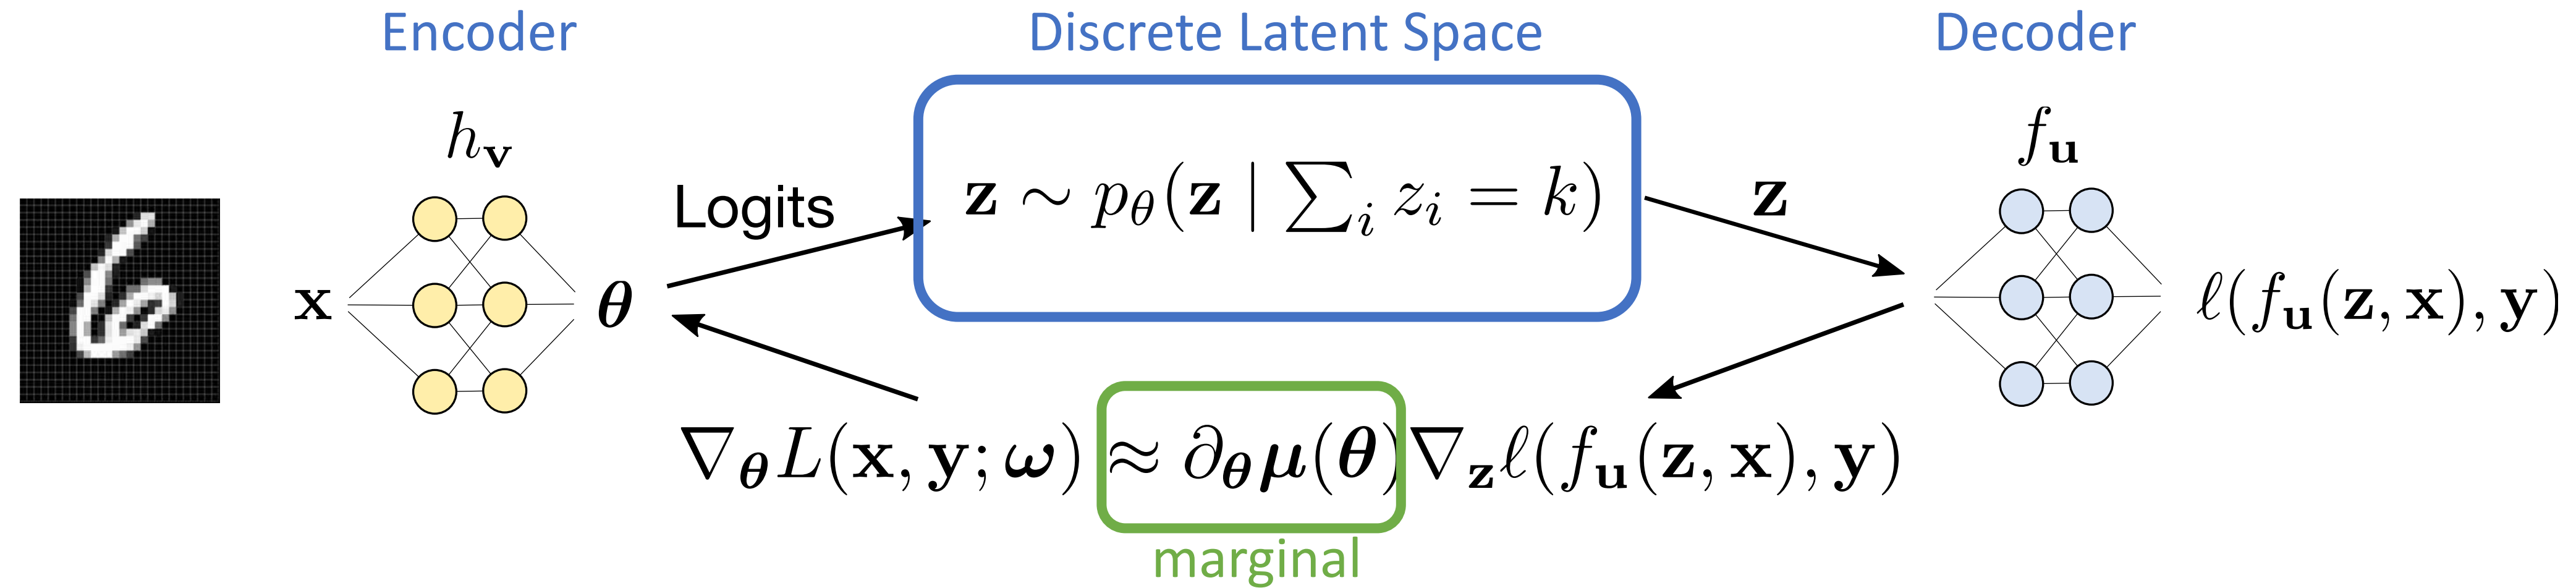 Encoder
Discrete Latent Space
Decoder
h_𝐯
f_𝐮
Logits
𝐳 ∼ p_θ(𝐳 | ∑_i z_i = k)
𝐳
𝐱
𝜽
ℓ(f_𝐮(𝐳, 𝐱), 𝐲)
∇_𝜽 L(𝐱, 𝐲; 𝝎) ≈ ∂_𝜽 𝝁(𝜽) ∇_𝐳 ℓ(f_𝐮(𝐳, 𝐱), 𝐲)
marginal